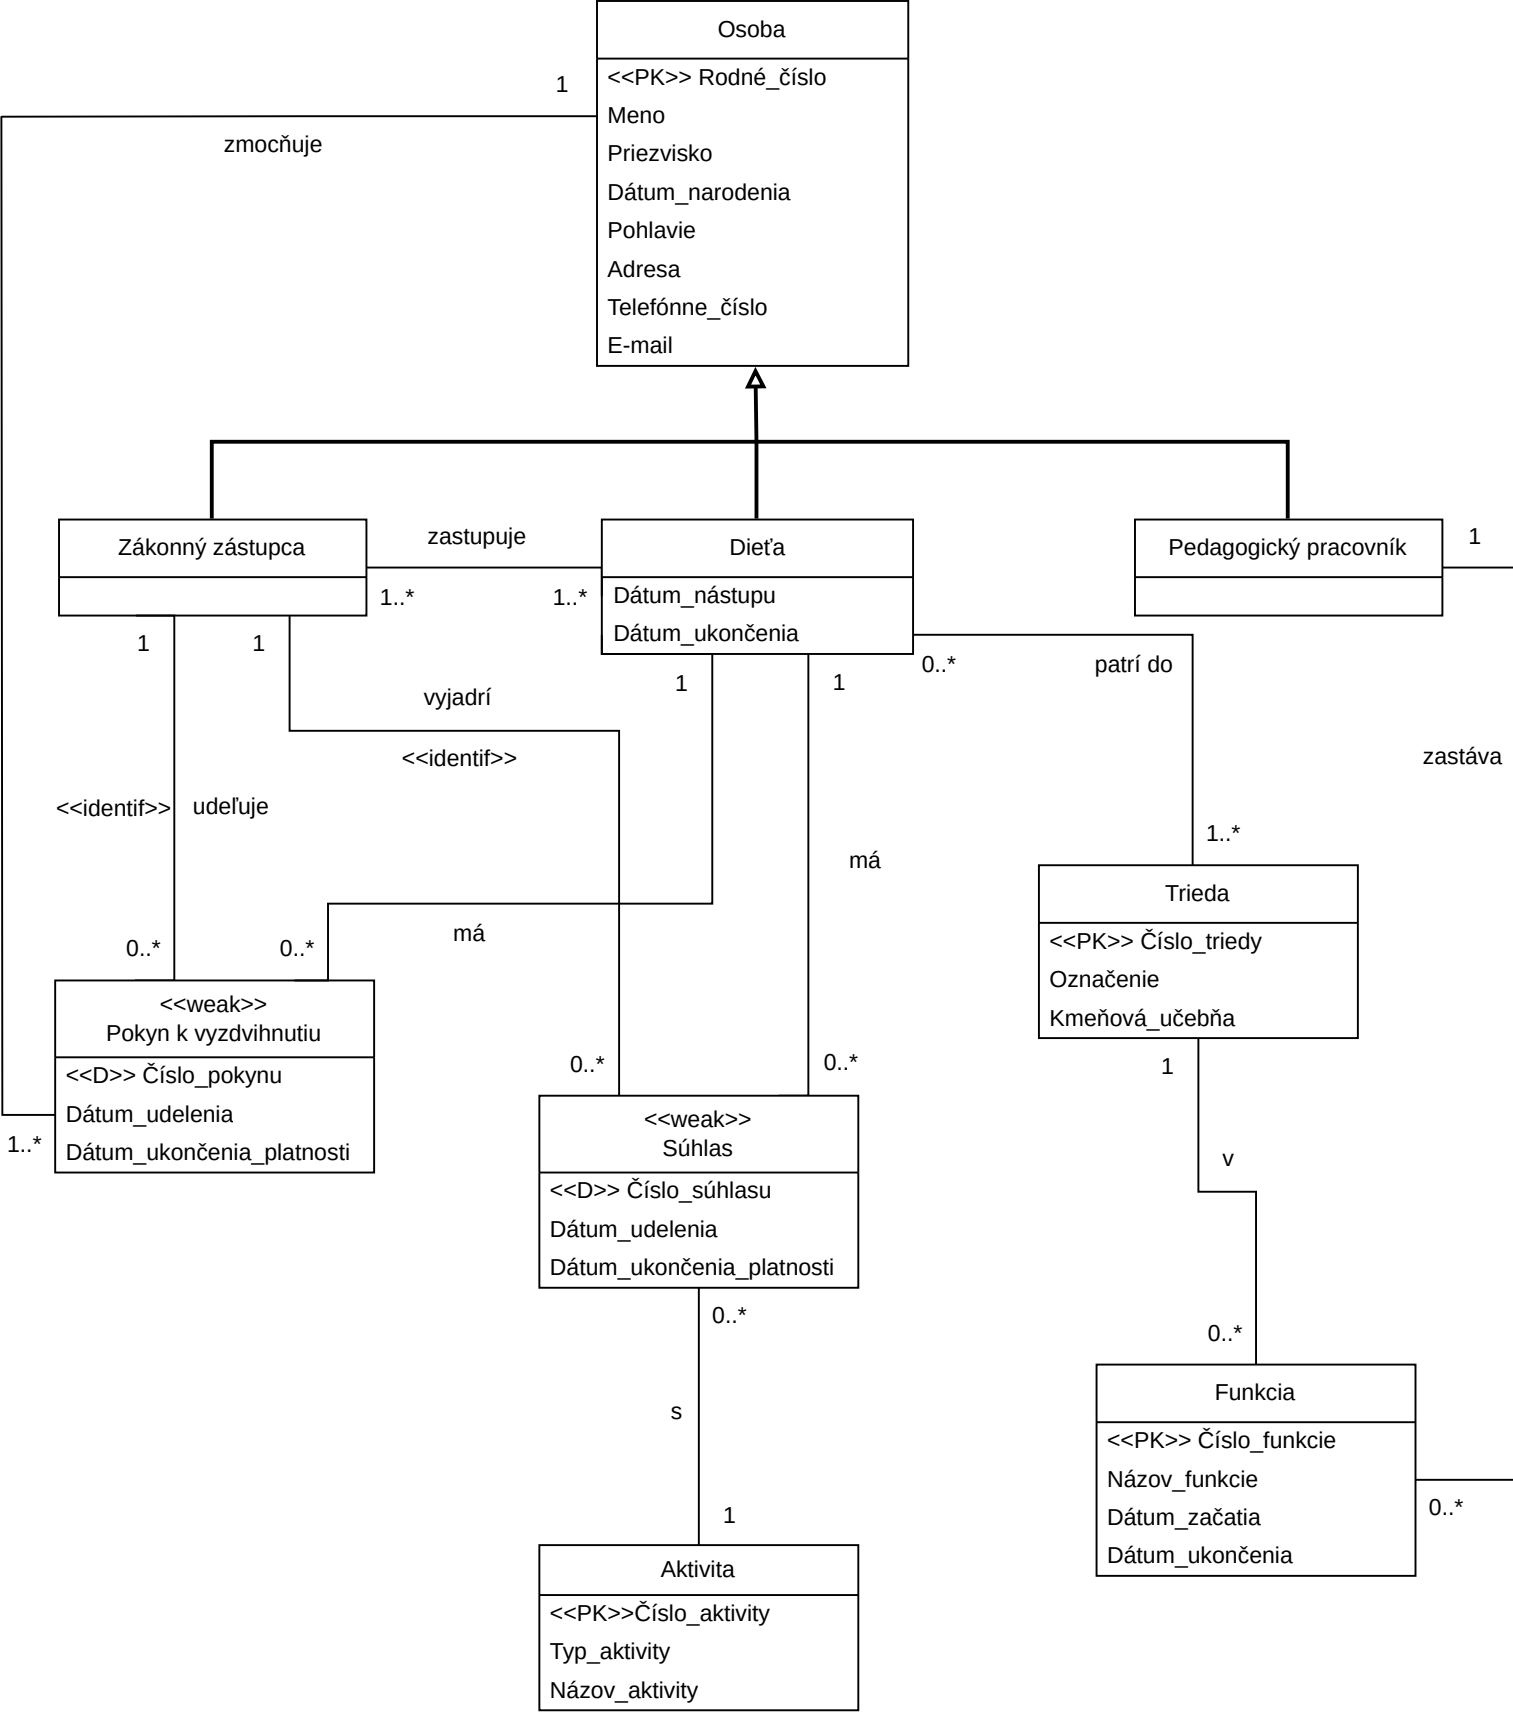 Osoba
<<PK>> Rodné_číslo
Meno
Priezvisko
Dátum_narodenia
Pohlavie
Adresa
Telefónne_číslo
E-mail
1
zmocňuje
Zákonný zástupca
zastupuje
1..*
1..*
Dieťa
Dátum_nástupu
Dátum_ukončenia
Pedagogický pracovník
1
1
1
vyjadrí
<<identif>>
1
1
0..*
patrí do
zastáva
<<identif>>
udeľuje
má
má
1..*
0..*
0..*
Trieda
<<PK>> Číslo_triedy
Označenie
Kmeňová_učebňa
<<weak>>
Pokyn k vyzdvihnutiu
<<D>> Číslo_pokynu
Dátum_udelenia
Dátum_ukončenia_platnosti
1..*
0..*
0..*
1
<<weak>>
Súhlas
<<D>> Číslo_súhlasu
Dátum_udelenia
Dátum_ukončenia_platnosti
v
0..*
0..*
s
1
Funkcia
<<PK>> Číslo_funkcie
Názov_funkcie
Dátum_začatia
Dátum_ukončenia
0..*
Aktivita
<<PK>>Číslo_aktivity
Typ_aktivity
Názov_aktivity